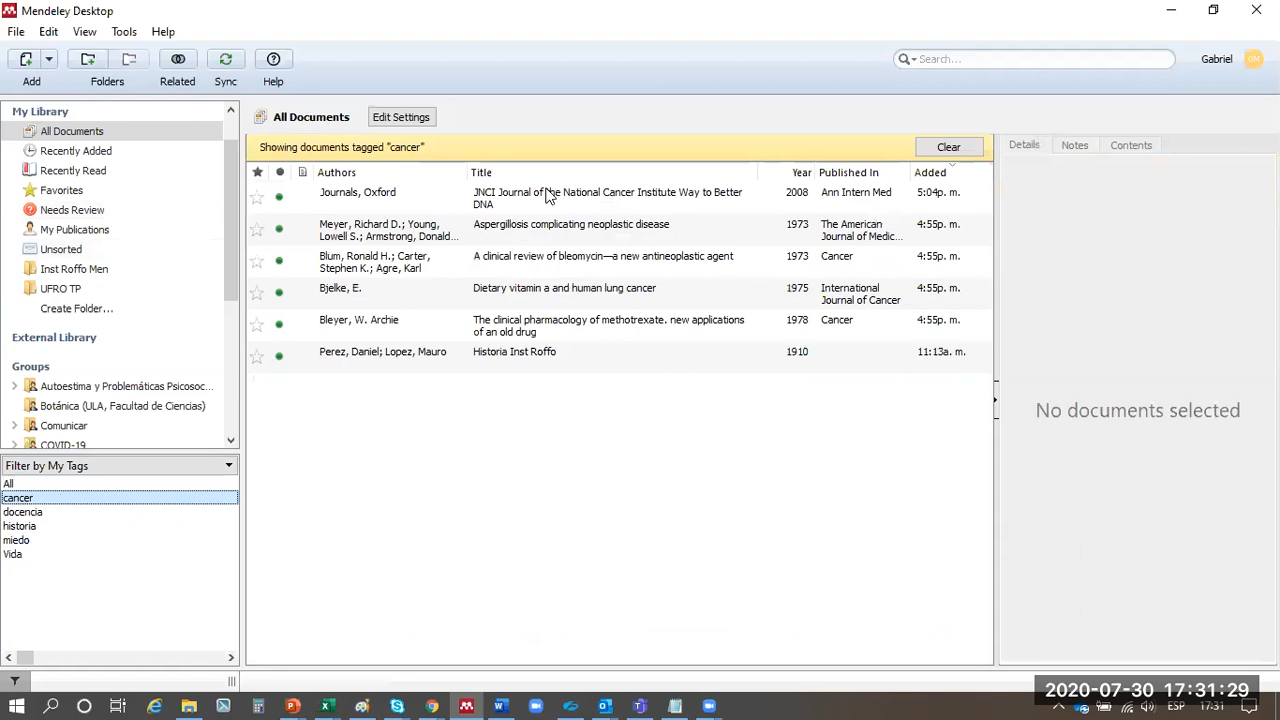 Mendeley Desktop
File Edit View Tools Help
Search...
Gabriel GM
Add Folders Related Sync Help
My Library
All Documents
Recently Added
Recently Read
Favorites
Needs Review
My Publications
Unsorted
Inst Roffo Men
UFRO TP
Create Folder...
External Library
Groups
Autoestima y Problemáticas Psicosoc...
Botánica (ULA, Facultad de Ciencias)
Comunicar
COVID-19
Filter by My Tags
All
cancer
docencia
historia
miedo
Vida
All Documents Edit Settings
Showing documents tagged "cancer" Clear
Authors Title Year Published In Added
Journals, Oxford JNCI Journal of the National Cancer Institute Way to Better 2008 Ann Intern Med 5:04p. m.
DNA
Meyer, Richard D.; Young, Aspergillosis complicating neoplastic disease 1973 The American 4:55p. m.
Lowell S.; Armstrong, Donald... Journal of Medic...
Blum, Ronald H.; Carter, A clinical review of bleomycin—a new antineoplastic agent 1973 Cancer 4:55p. m.
Stephen K.; Agre, Karl
Bjelke, E. Dietary vitamin a and human lung cancer 1975 International 4:55p. m.
Journal of Cancer
Bleyer, W. Archie The clinical pharmacology of methotrexate. new applications 1978 Cancer 4:55p. m.
of an old drug
Perez, Daniel; Lopez, Mauro Historia Inst Roffo 1910 11:13a. m.
Details Notes Contents
No documents selected
2020-07-30 17:31:29
ESP 17:31